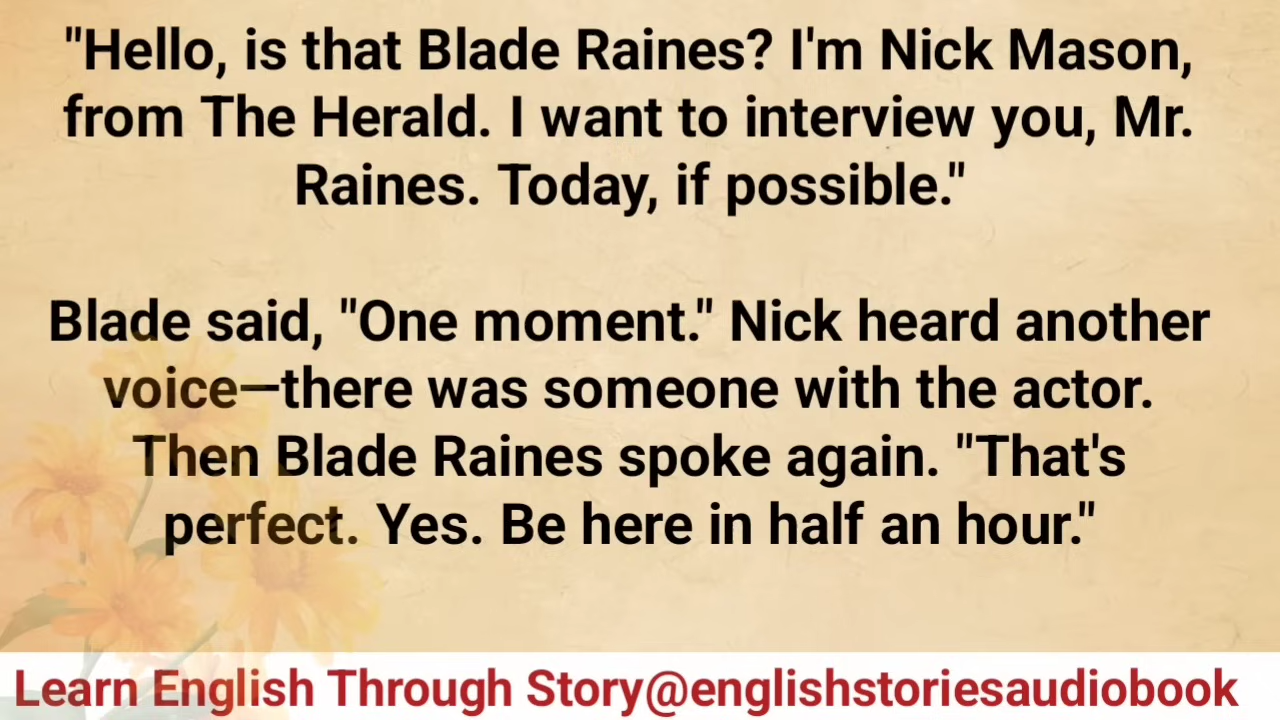 "Hello, is that Blade Raines? I'm Nick Mason,
from The Herald. I want to interview you, Mr.
Raines. Today, if possible."
Blade said, "One moment." Nick heard another
voice—there was someone with the actor.
Then Blade Raines spoke again. "That's
perfect. Yes. Be here in half an hour."
Learn English Through Story@englishstoriesaudiobook